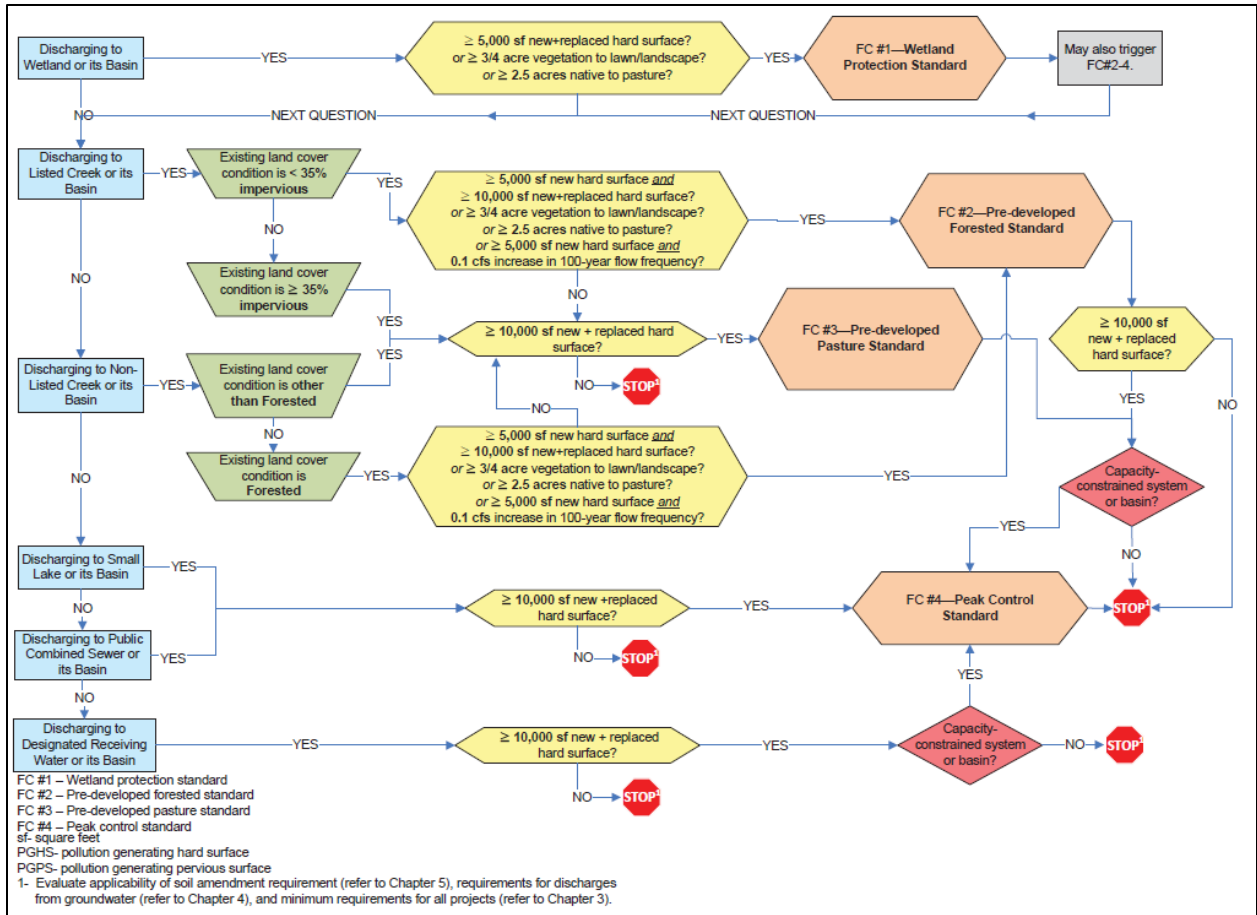 Discharging to
Wetland or its Basin
YES
≥ 5,000 sf new+replaced hard surface?
or ≥ 3/4 acre vegetation to lawn/landscape?
or ≥ 2.5 acres native to pasture?
YES
FC #1—Wetland
Protection Standard
May also trigger
FC#2-4.
NO
NEXT QUESTION
NEXT QUESTION
Discharging to
Listed Creek or its
Basin
YES
Existing land cover
condition is < 35%
impervious
YES
≥ 5,000 sf new hard surface and
≥ 10,000 sf new+replaced hard surface?
or ≥ 3/4 acre vegetation to lawn/landscape?
or ≥ 2.5 acres native to pasture?
or ≥ 5,000 sf new hard surface and
0.1 cfs increase in 100-year flow frequency?
YES
FC #2—Pre-developed
Forested Standard
NO
NO
Existing land cover
condition is ≥ 35%
impervious
YES
NO
≥ 10,000 sf new + replaced hard
surface?
YES
FC #3—Pre-developed
Pasture Standard
≥ 10,000 sf
new + replaced
hard surface?
NO
STOP1
YES
NO
Discharging to Non-
Listed Creek or its
Basin
YES
Existing land cover
condition is other
than Forested
YES
NO
NO
Existing land cover
condition is
Forested
YES
≥ 5,000 sf new hard surface and
≥ 10,000 sf new+replaced hard surface?
or ≥ 3/4 acre vegetation to lawn/landscape?
or ≥ 2.5 acres native to pasture?
or ≥ 5,000 sf new hard surface and
0.1 cfs increase in 100-year flow frequency?
YES
Capacity-
constrained system
or basin?
YES
NO
STOP1
NO
Discharging to Small
Lake or its Basin
YES
NO
Discharging to Public
Combined Sewer or
its Basin
YES
≥ 10,000 sf new +replaced
hard surface?
YES
FC #4—Peak Control
Standard
NO
STOP1
NO
YES
Discharging to
Designated Receiving
Water or its Basin
YES
≥ 10,000 sf new + replaced
hard surface?
YES
Capacity-
constrained system
or basin?
NO
STOP1
NO
STOP1
FC #1 – Wetland protection standard
FC #2 – Pre-developed forested standard
FC #3 – Pre-developed pasture standard
FC #4 – Peak control standard
sf- square feet
PGHS- pollution generating hard surface
PGPS- pollution generating pervious surface
1- Evaluate applicability of soil amendment requirement (refer to Chapter 5), requirements for discharges
from groundwater (refer to Chapter 4), and minimum requirements for all projects (refer to Chapter 3).